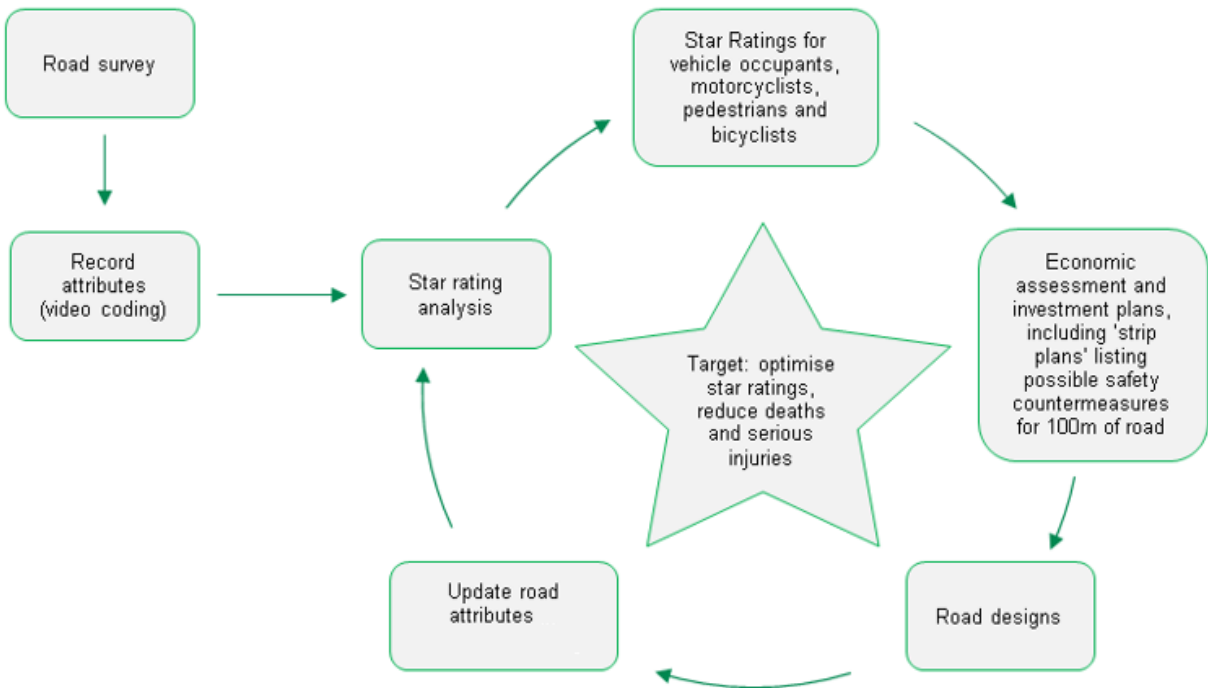 Road survey
Record
attributes
(video coding)
Star rating
analysis
Star Ratings for
vehicle occupants,
motorcyclists,
pedestrians and
bicyclists
Economic
assessment and
investment plans,
including 'strip
plans' listing
possible safety
countermeasures
for 100m of road
Road designs
Update road
attributes
Target: optimise
star ratings,
reduce deaths
and serious
injuries